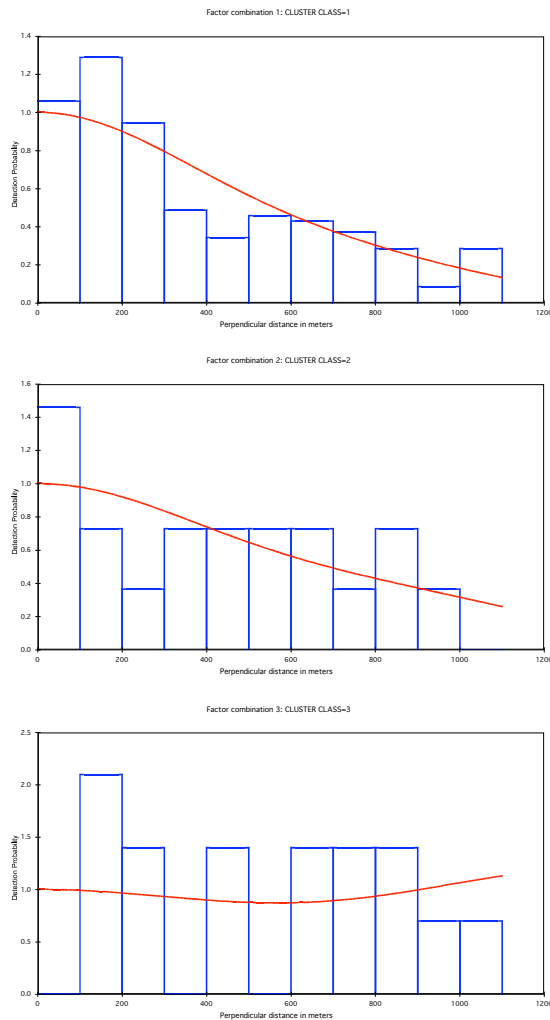 Factor combination 1: CLUSTER CLASS=1
1.4
1.2
1.0
0.8
0.6
0.4
0.2
0.0
Detection Probability
0 200 400 600 800 1000 1200
Perpendicular distance in meters
Factor combination 2: CLUSTER CLASS=2
1.6
1.4
1.2
1.0
0.8
0.6
0.4
0.2
0.0
Detection Probability
0 200 400 600 800 1000 1200
Perpendicular distance in meters
Factor combination 3: CLUSTER CLASS=3
2.5
2.0
1.5
1.0
0.5
0.0
Detection Probability
0 200 400 600 800 1000 1200
Perpendicular distance in meters